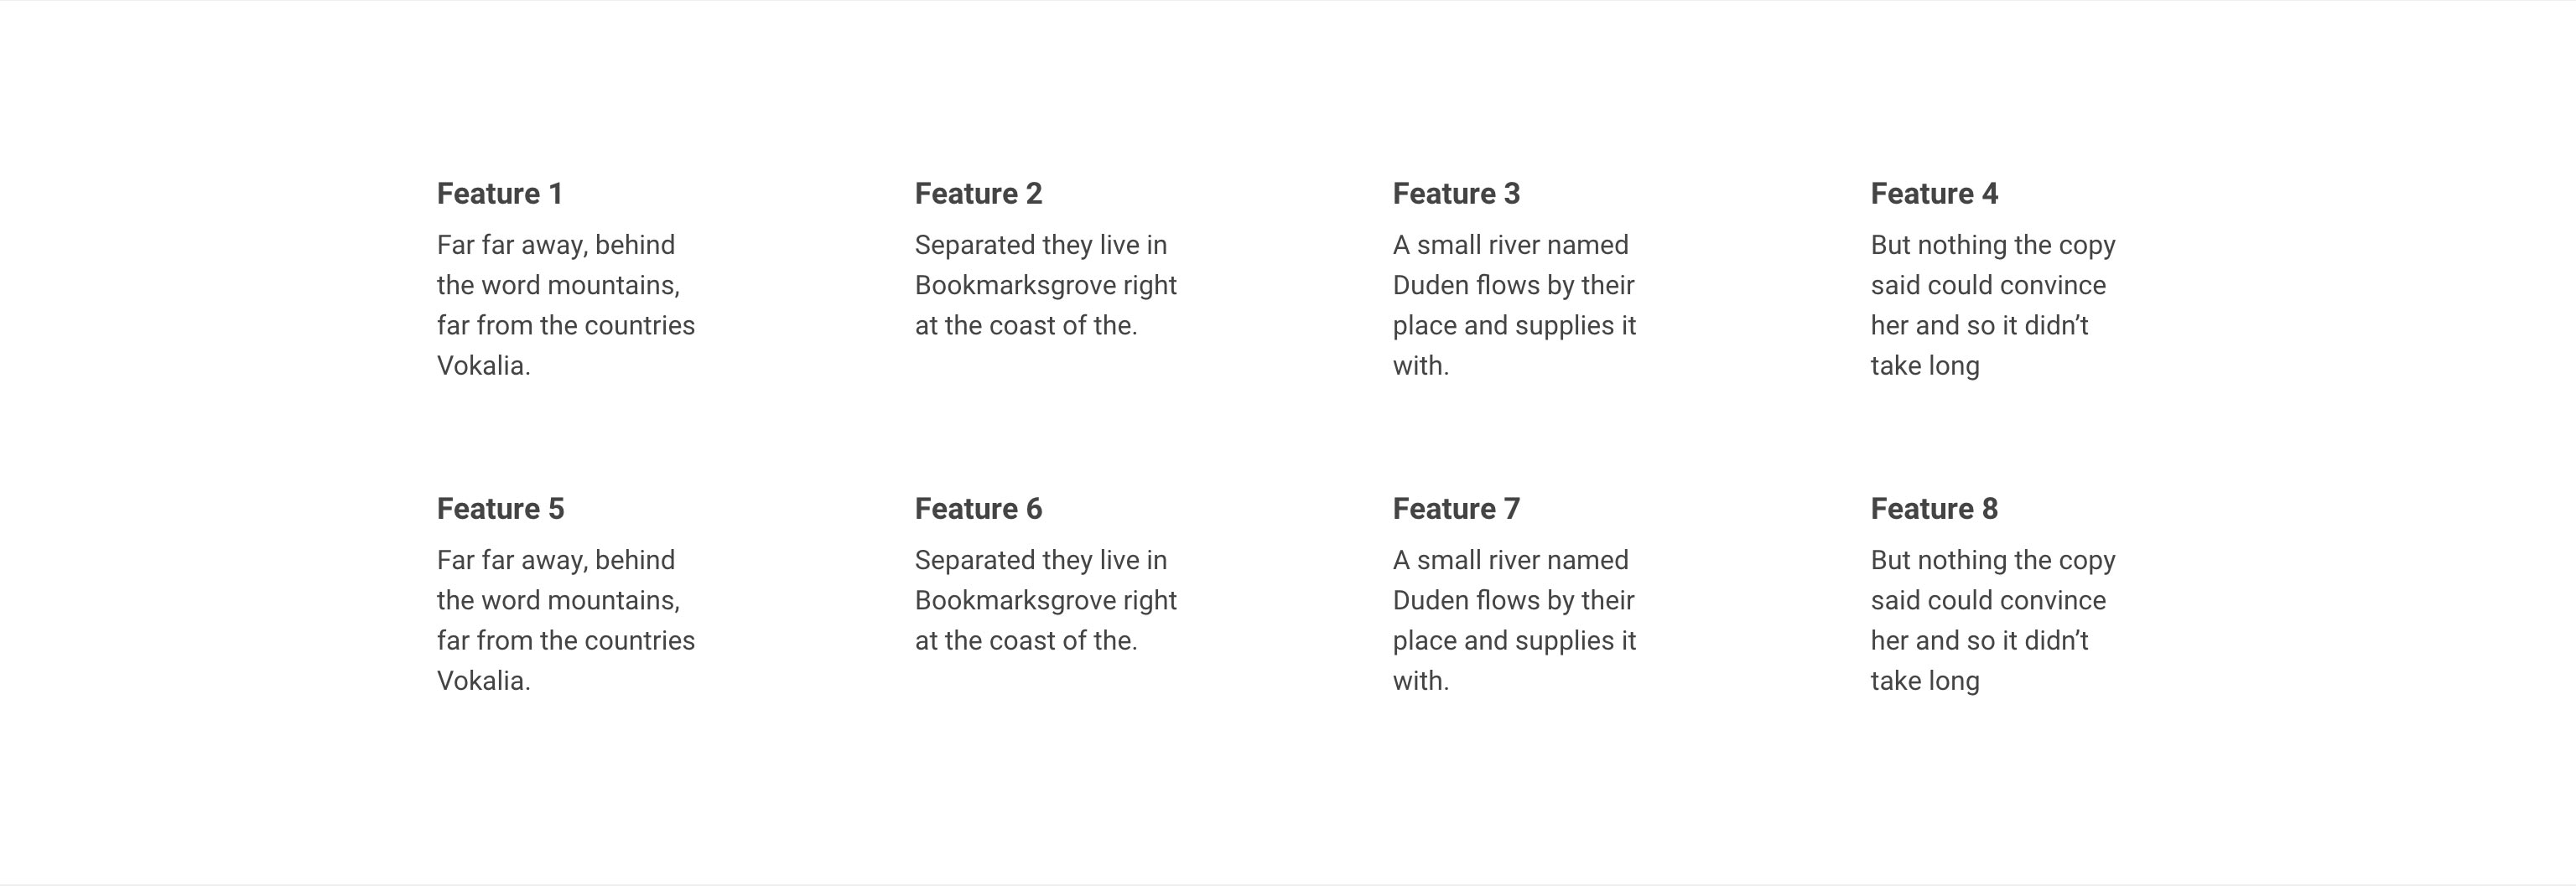 Feature 1
Far far away, behind
the word mountains,
far from the countries
Vokalia.
Feature 2
Separated they live in
Bookmarksgrove right
at the coast of the.
Feature 3
A small river named
Duden flows by their
place and supplies it
with.
Feature 4
But nothing the copy
said could convince
her and so it didn’t
take long
Feature 5
Far far away, behind
the word mountains,
far from the countries
Vokalia.
Feature 6
Separated they live in
Bookmarksgrove right
at the coast of the.
Feature 7
A small river named
Duden flows by their
place and supplies it
with.
Feature 8
But nothing the copy
said could convince
her and so it didn’t
take long